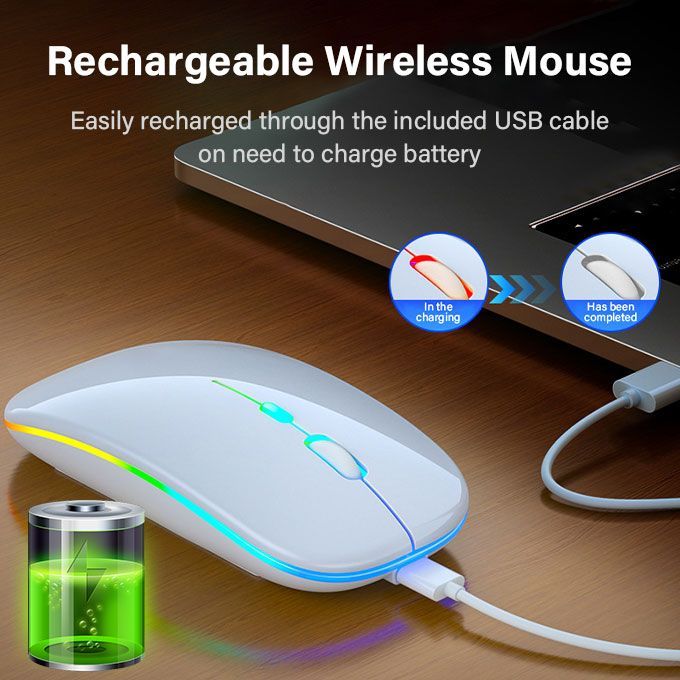 Rechargeable Wireless Mouse
Easily recharged through the included USB cable
on need to charge battery
In the
charging
Has been
completed